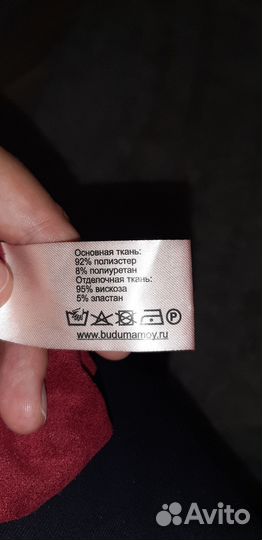 Основная ткань:
92% полиэстер
8% полиуретан
Отделочная ткань:
95% вискоза
5% эластан
P
www.budumamoy.ru
Avito